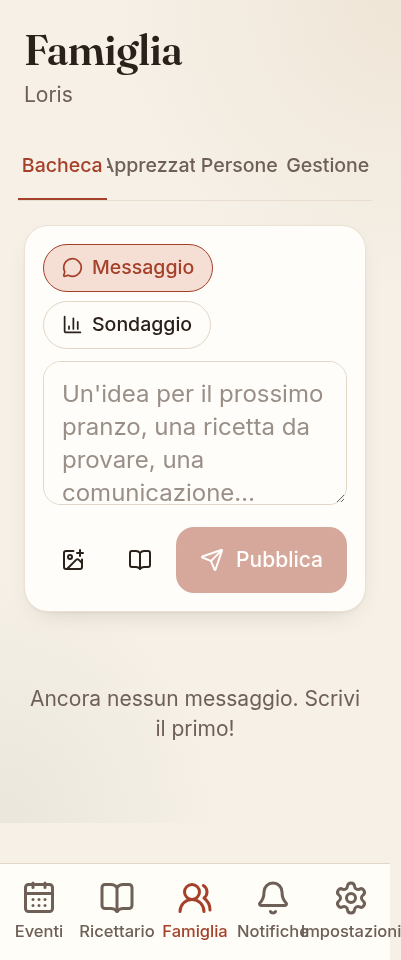 Famiglia
Loris
Bacheca Apprezzat Persone Gestione
Messaggio
Sondaggio
Un'idea per il prossimo
pranzo, una ricetta da
provare, una
comunicazione...
Pubblica
Ancora nessun messaggio. Scrivi
il primo!
Eventi Ricettario Famiglia Notifiche Impostazioni